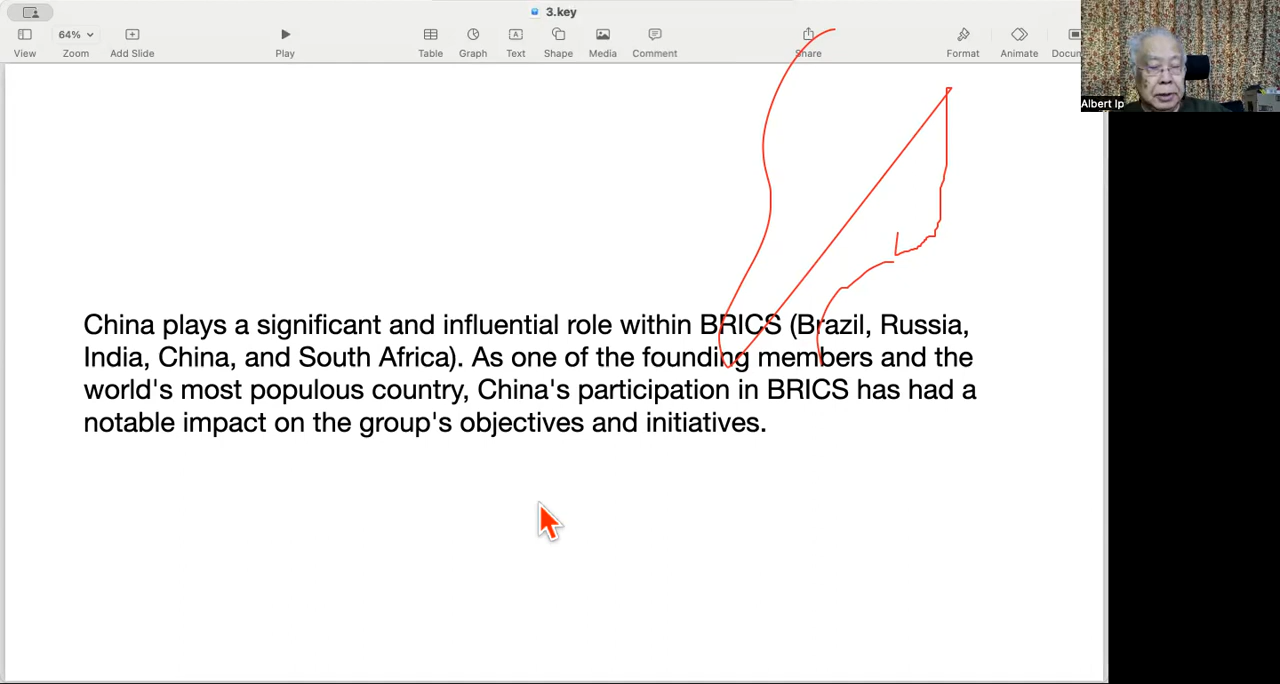 3.key
64%
View
Zoom
Add Slide
Play
Table
Graph
Text
Shape
Media
Comment
Share
Format
Animate
Albert Ip
China plays a significant and influential role within BRICS (Brazil, Russia,
India, China, and South Africa). As one of the founding members and the
world's most populous country, China's participation in BRICS has had a
notable impact on the group's objectives and initiatives.